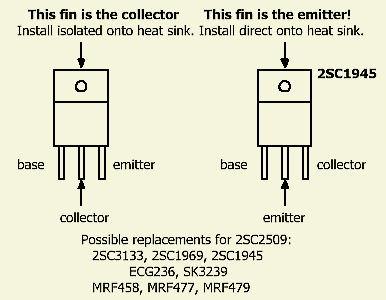 This fin is the collector
Install isolated onto heat sink.
This fin is the emitter!
Install direct onto heat sink.
2SC1945
base
emitter
collector
base
collector
emitter
Possible replacements for 2SC2509:
2SC3133, 2SC1969, 2SC1945
ECG236, SK3239
MRF458, MRF477, MRF479